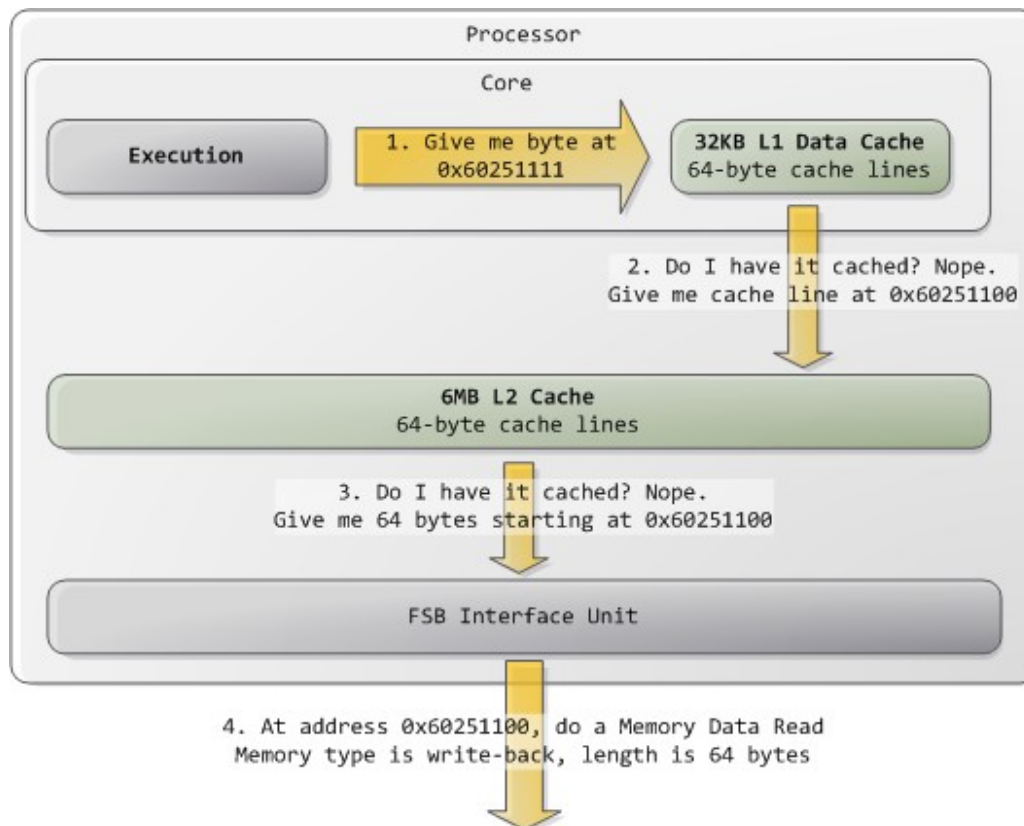 Processor
Core
Execution
1. Give me byte at
0x60251111
32KB L1 Data Cache
64-byte cache lines
2. Do I have it cached? Nope.
Give me cache line at 0x60251100
6MB L2 Cache
64-byte cache lines
3. Do I have it cached? Nope.
Give me 64 bytes starting at 0x60251100
FSB Interface Unit
4. At address 0x60251100, do a Memory Data Read
Memory type is write-back, length is 64 bytes